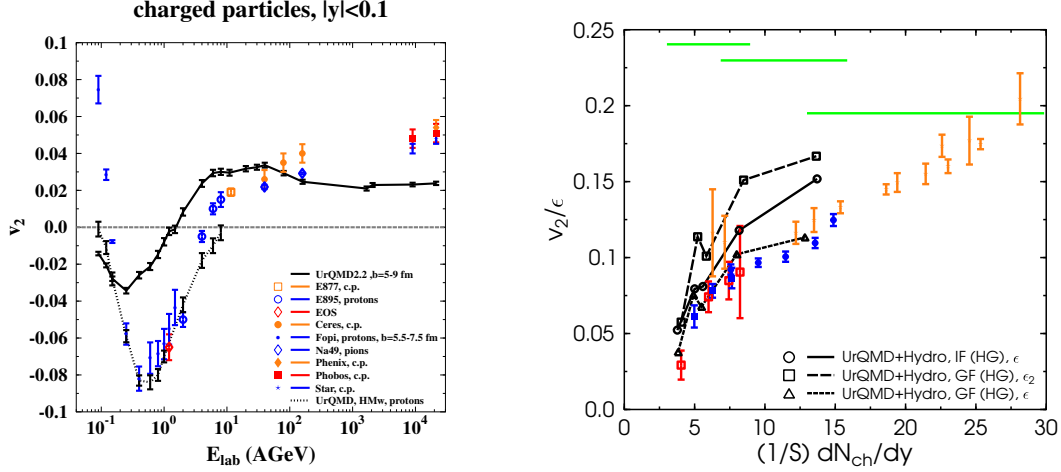 charged particles, |y|<0.1
0.1
0.08
0.06
0.04
0.02
0.0
-0.02
-0.04
-0.06
-0.08
-0.1
v2
UrQMD2.2 ,b=5-9 fm
E877, c.p.
E895, protons
EOS
Ceres, c.p.
Fopi, protons, b=5.5-7.5 fm
Na49, pions
Phenix, c.p.
Phobos, c.p.
Star, c.p.
UrQMD, HMw, protons
10-1 100 101 102 103 104
Elab (AGeV)
0.25
0.2
0.15
0.1
0.05
0.0
v2/ϵ
UrQMD+Hydro, IF (HG), ϵ
UrQMD+Hydro, GF (HG), ϵ2
UrQMD+Hydro, GF (HG), ϵ
0 5 10 15 20 25 30
(1/S) dNch/dy